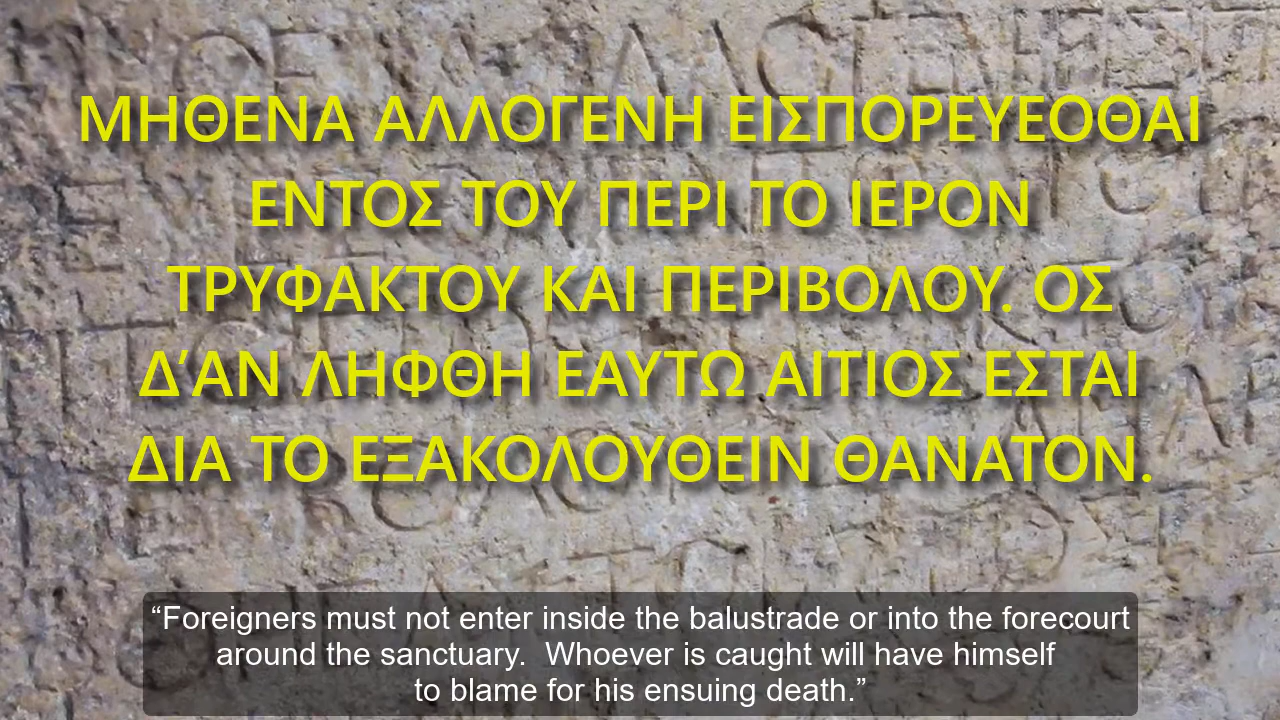 ΜΗΘΕΝΑ ΑΛΛΟΓΕΝΗ ΕΙΣΠΟΡΕΥΕΟΘΑΙ
ΕΝΤΟΣ ΤΟΥ ΠΕΡΙ ΤΟ ΙΕΡΟΝ
ΤΡΥΦΑΚΤΟΥ ΚΑΙ ΠΕΡΙΒΟΛΟΥ. ΟΣ
Δ’ΑΝ ΛΗΦΘΗ ΕΑΥΤΩ ΑΙΤΙΟΣ ΕΣΤΑΙ
ΔΙΑ ΤΟ ΕΞΑΚΟΛΟΥΘΕΙΝ ΘΑΝΑΤΟΝ.
“Foreigners must not enter inside the balustrade or into the forecourt
around the sanctuary.  Whoever is caught will have himself
to blame for his ensuing death.”